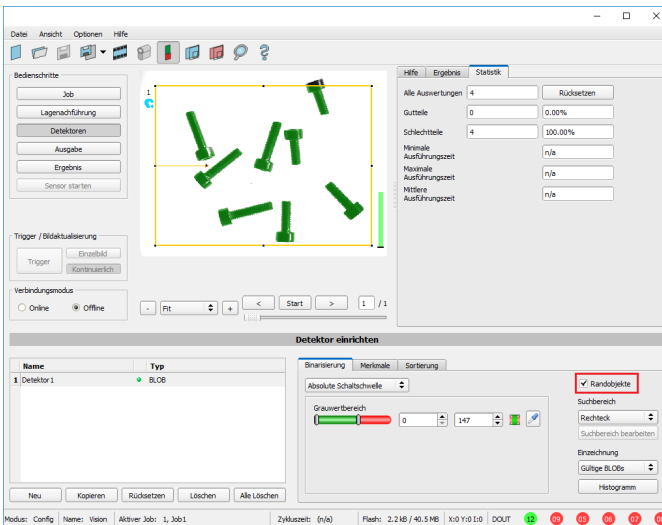 Datei Ansicht Optionen Hilfe
Bedienschritte
Job
Lagenachführung
Detektoren
Ausgabe
Ergebnis
Sensor starten
Trigger / Bildaktualisierung
Trigger
Einzelbild
Kontinuierlich
Verbindungsmodus
Online Offline
1
- Fit + < Start > 1 / 1
Hilfe Ergebnis Statistik
Alle Auswertungen 4 Rücksetzen
Gutteile 0 0.00%
Schlechtteile 4 100.00%
Minimale
Ausführungszeit n/a
Maximale
Ausführungszeit n/a
Mittlere
Ausführungszeit n/a
Detektor einrichten
Name Typ
1 Detektor1 BLOB
Neu Kopieren Rücksetzen Löschen Alle Löschen
Binarisierung Merkmale Sortierung
Absolute Schaltschwelle
Grauwertbereich
0 147
Randobjekte
Suchbereich
Rechteck
Suchbereich bearbeiten
Einzeichnung
Gültige BLOBs
Histogramm
Modus: Config Name: Vision Aktiver Job: 1, Job1 Zykluszeit: (n/a) Flash: 2.2 kB / 40.5 MB X:0 Y:0 I:0 DOUT 12 09 05 06 07